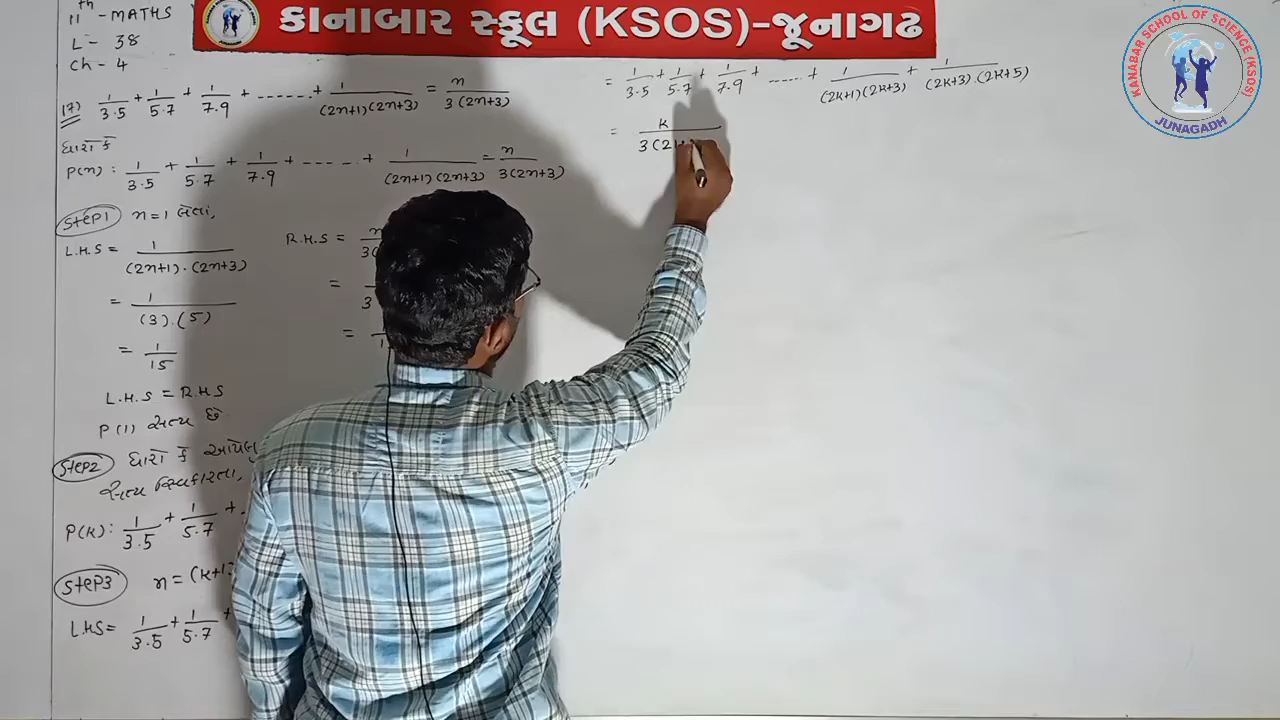 કાનાબાર સ્કૂલ (KSOS)-જૂનાગઢ
KANABAR SCHOOL OF SCIENCE (KSOS)
JUNAGADH
11th - MATHS
L - 38
Ch - 4
17) 1/3.5 + 1/5.7 + 1/7.9 + ...... + 1/(2n+1)(2n+3) = n/3(2n+3)
ધારો કે
P(n) : 1/3.5 + 1/5.7 + 1/7.9 + ----- + 1/(2n+1)(2n+3) = n/3(2n+3)
Step1 n=1 લેતાં,
L.H.S = 1/(2n+1).(2n+3)
= 1/(3).(5)
= 1/15
R.H.S =
=
=
L.H.S = R.H.S
P(1) સત્ય છે
Step2 ધારો કે
સત્ય સ્વિકારતા,
P(k) : 1/3.5 + 1/5.7 +
Step3 n = (k+1
L.H.S = 1/3.5 + 1/5.7 +
= 1/3.5 + 1/5.7 + 1/7.9 + ----- + 1/(2k+1)(2k+3) + 1/(2k+3).(2k+5)
= k/3(2